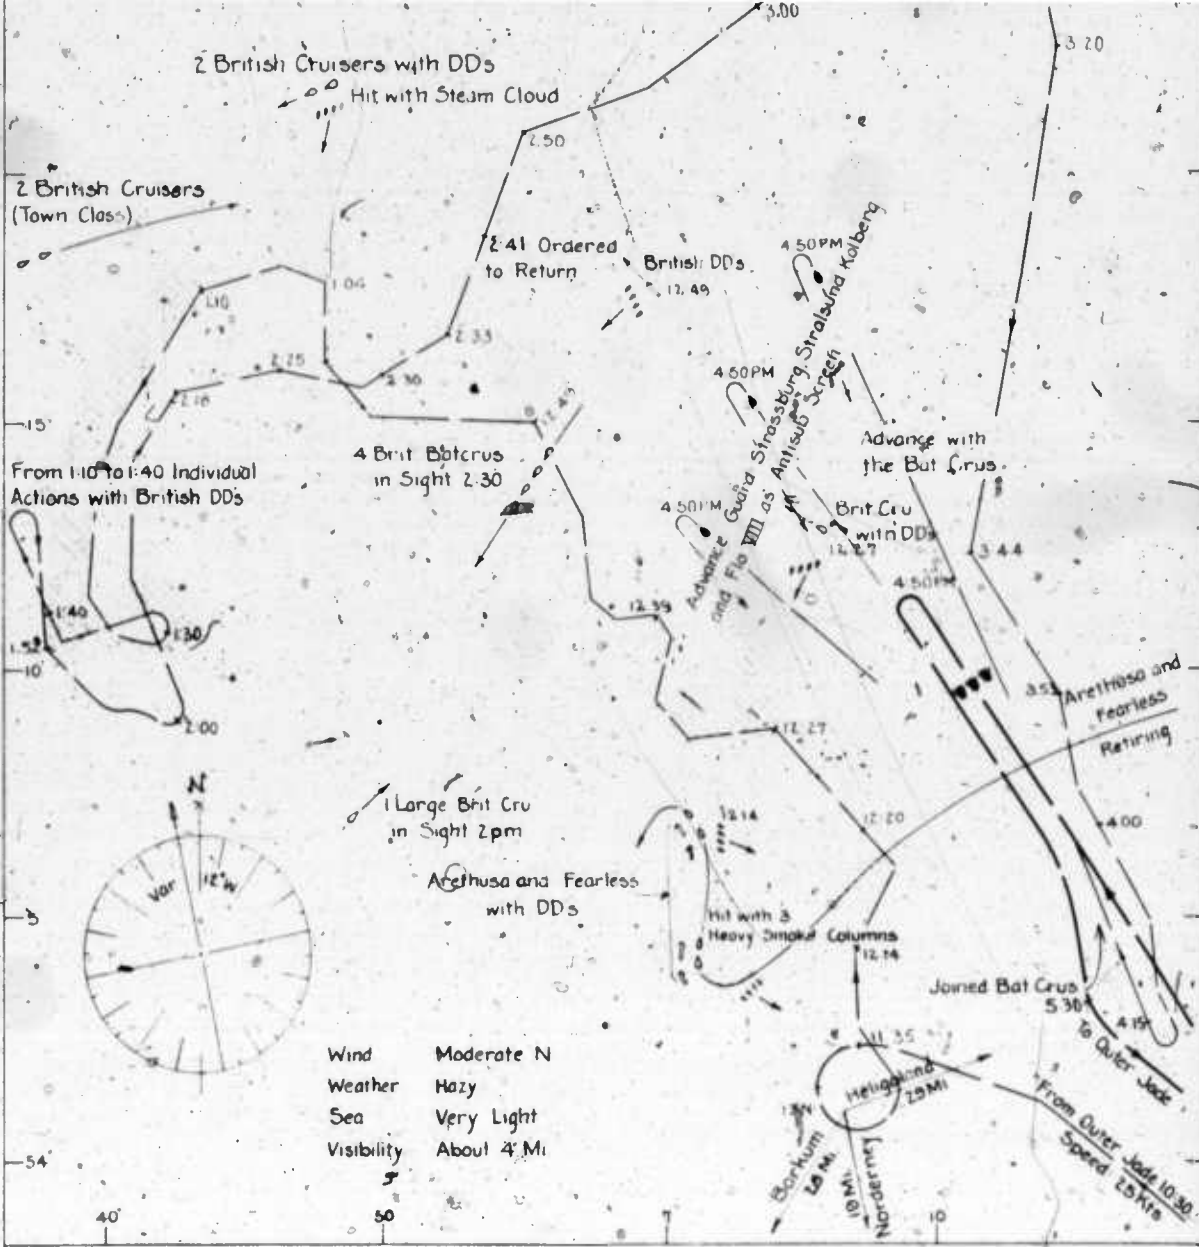 3.00
3.20
2 British Cruisers with DDs
Hit with Steam Cloud
2.50
2 British Cruisers
(Town Class)
2.41 Ordered
to Return
British DDs
12.49
4.50PM
1.10
1.06
2.33
2.25
2.30
2.18
4.50PM
12.49
15'
Advance Guard Strassburg, Stralsund Kolberg
and Flo VIII as Antisub Screen
4 Brit Batcrus
in Sight 2.30
Advance with
the Bat Crus
From 1.10 to 1.40 Individual
Actions with British DD's
4.50PM
Brit Cru
with DDs
12.27
3.44
4.50PM
1.40
1.30
1.52
12.39
10'
3.53
Arethusa and
Fearless
Retiring
2.00
12.27
N
1 Large Brit Cru
in Sight 2pm
12.14
12.20
4.00
Var
12°W
Arethusa and Fearless
with DDs
5'
Hit with 3
Heavy Smoke Columns
12.14
Joined Bat Crus
5.30
4.15
To Outer Jade
11.35
Wind Moderate N
Weather Hazy
Sea Very Light
Visibility About 4 Mi
Heligoland
29 Mi
From Outer Jade 10:30
Speed 25 Kts
Borkum
28 Mi
Norderney
10 Mi
54°
40'
50'
7°
10